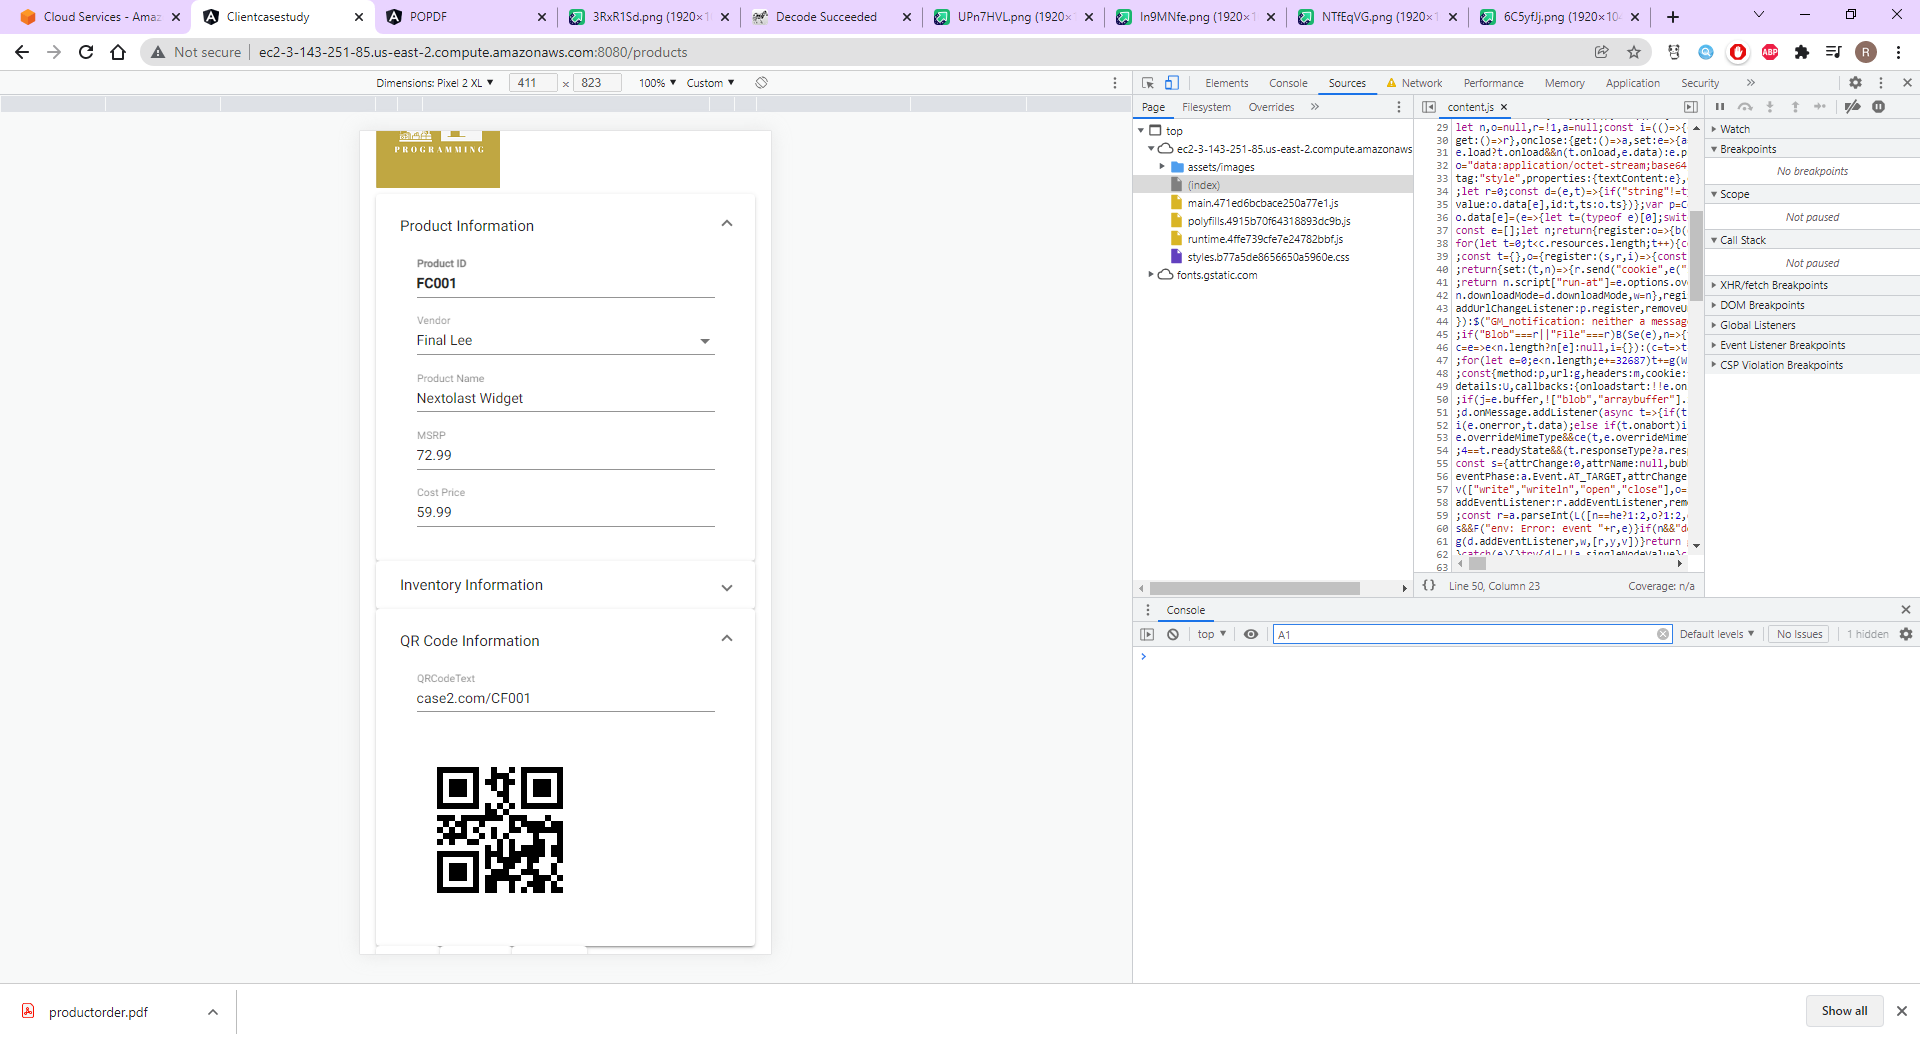 Cloud Services - Amaz
Clientcasestudy
POPDF
3RxR1Sd.png (1920×1
Decode Succeeded
UPn7HVL.png (1920×
In9MNfe.png (1920×1
NTfEqVG.png (1920×1
6C5yfJj.png (1920×10
Not secure
ec2-3-143-251-85.us-east-2.compute.amazonaws.com:8080/products
ABP
R
Dimensions: Pixel 2 XL
411 × 823
100%
Custom
PROGRAMMING
Product Information
Product ID
FC001
Vendor
Final Lee
Product Name
Nextolast Widget
MSRP
72.99
Cost Price
59.99
Inventory Information
QR Code Information
QRCodeText
case2.com/CF001
Elements Console Sources Network Performance Memory Application Security
Page Filesystem Overrides
top
ec2-3-143-251-85.us-east-2.compute.amazonaws
assets/images
(index)
main.471ed6bcbace250a77e1.js
polyfills.4915b70f64318893dc9b.js
runtime.4ffe739cfe7e24782bbf.js
styles.b77a5de8656650a5960e.css
fonts.gstatic.com
content.js
29 let n,o=null,r=!1,a=null;const i=(()=>{
30 get:()=>r},onclose:{get:()=>a,set:e=>{a
31 e.load?t.onload&&n(t.onload,e.data):e.p
32 o="data:application/octet-stream;base64
33 tag:"style",properties:{textContent:e},
34 ;let r=0;const d=(e,t)=>{if("string"!=t
35 value:o.data[e],id:t,ts:o.ts})};var p=C
36 o.data[e]=(e=>{let t=(typeof e)[0];swit
37 const e=[];let n;return{register:o=>{b(
38 for(let t=0;t<c.resources.length;t++){c
39 ;const t={},o={register:(s,r,i)=>{const
40 ;return{set:(t,n)=>{r.send("cookie",e("
41 ;return n.script["run-at"]=e.options.ov
42 n.downloadMode=d.downloadMode,w=n},regi
43 addUrlChangeListener:p.register,removeU
44 }):$("GM_notification: neither a messag
45 ;if("Blob"===r||"File"===r)B(Se(e),n=>{
46 c=e=>e<n.length?n[e]:null,i={}):(c=t=>t
47 ;for(let e=0;e<n.length;e+=32687)t+=g(W
48 ;const{method:p,url:g,headers:m,cookie:
49 details:U,callbacks:{onloadstart:!!e.on
50 ;if(j=e.buffer,!["blob","arraybuffer"].
51 ;d.onMessage.addListener(async t=>{if(t
52 i(e.onerror,t.data);else if(t.onabort)i
53 e.overrideMimeType&&ce(t,e.overrideMime
54 ;4==t.readyState&&(t.responseType?a.res
55 const s={attrChange:0,attrName:null,bub
56 eventPhase:a.Event.AT_TARGET,attrChange
57 v(["write","writeln","open","close"],o=
58 addEventListener:r.addEventListener,rem
59 ;const r=a.parseInt(L([n==he?1:2,o?1:2,
60 s&&F("env: Error: event "+r,e)}if(n&&"d
61 g(d.addEventListener,w,[r,y,v])}return
62 }catch(e){}try{d|=!!a.singleNodeValue}c
63
{} Line 50, Column 23
Coverage: n/a
Watch
Breakpoints
No breakpoints
Scope
Not paused
Call Stack
Not paused
XHR/fetch Breakpoints
DOM Breakpoints
Global Listeners
Event Listener Breakpoints
CSP Violation Breakpoints
Console
top
A1
Default levels
No Issues
1 hidden
productorder.pdf
Show all